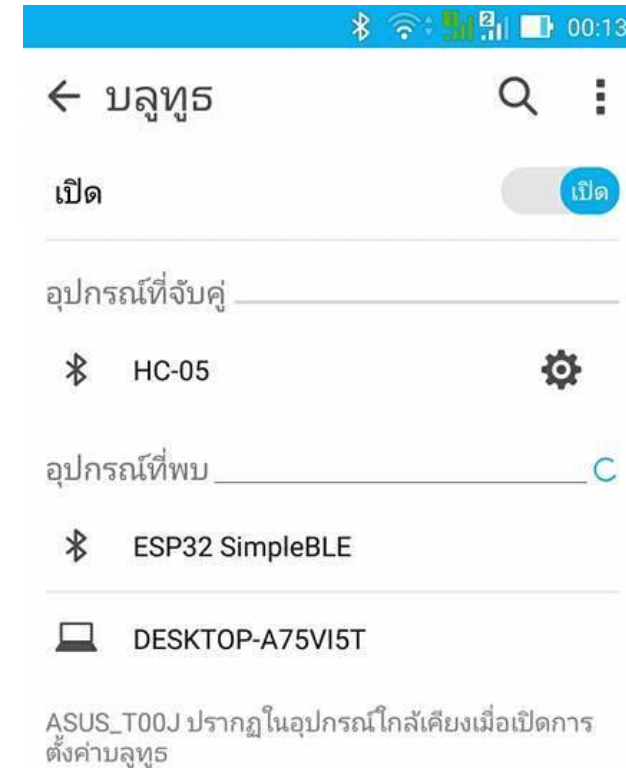 1 2 00:13
บลูทูธ
เปิด เปิด
อุปกรณ์ที่จับคู่
HC-05
อุปกรณ์ที่พบ
ESP32 SimpleBLE
DESKTOP-A75VI5T
ASUS_T00J ปรากฏในอุปกรณ์ใกล้เคียงเมื่อเปิดการ
ตั้งค่าบลูทูธ